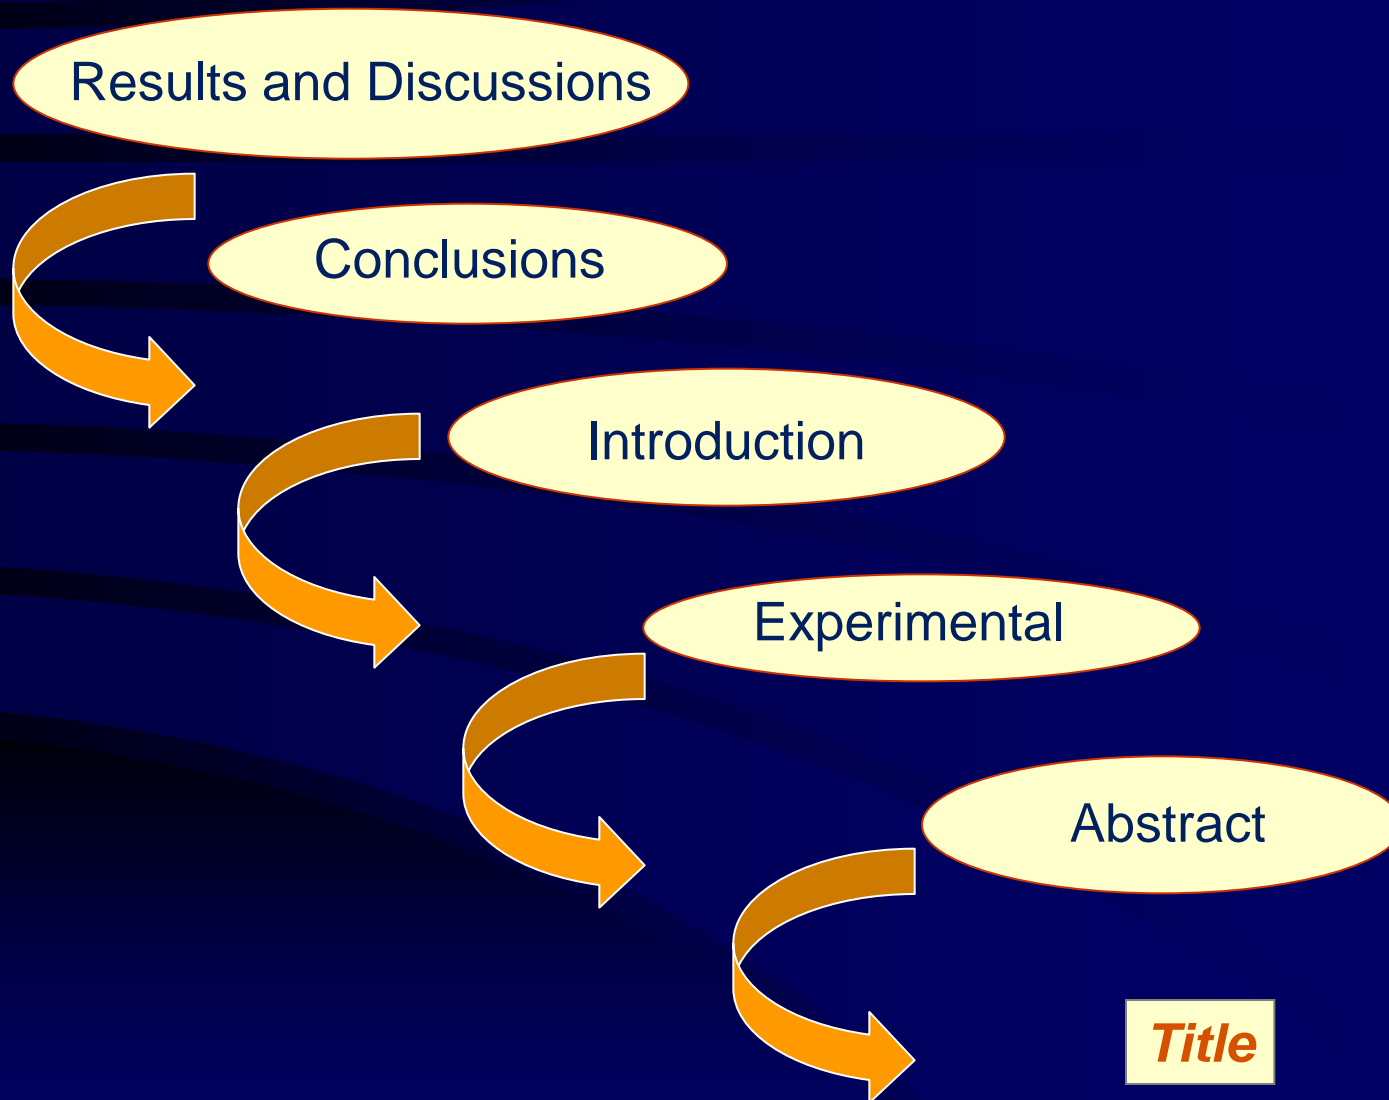 Results and Discussions
Conclusions
Introduction
Experimental
Abstract
Title